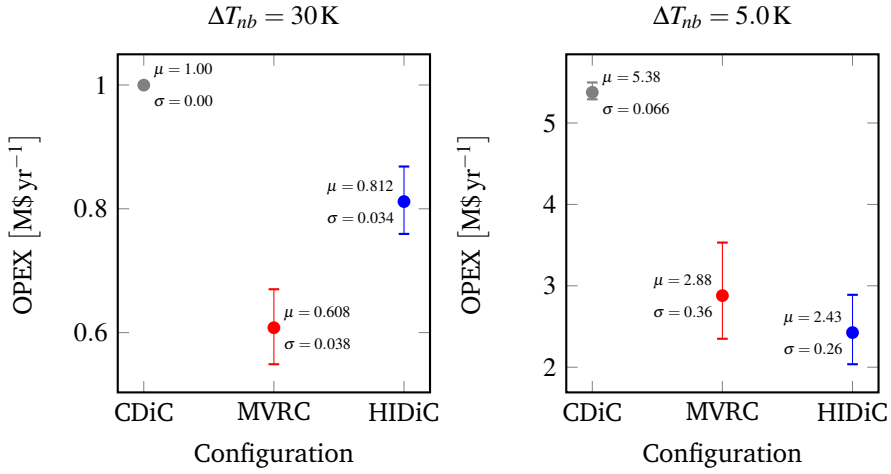 ΔT_nb = 30 K
OPEX [M$ yr⁻¹]
1
0.8
0.6
μ = 1.00
σ = 0.00
μ = 0.608
σ = 0.038
μ = 0.812
σ = 0.034
CDiC MVRC HIDiC
Configuration
ΔT_nb = 5.0 K
OPEX [M$ yr⁻¹]
5
4
3
2
μ = 5.38
σ = 0.066
μ = 2.88
σ = 0.36
μ = 2.43
σ = 0.26
CDiC MVRC HIDiC
Configuration